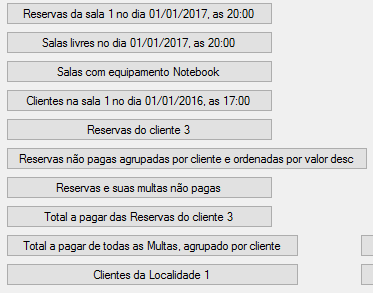 Reservas da sala 1 no dia 01/01/2017, as 20:00
Salas livres no dia 01/01/2017, as 20:00
Salas com equipamento Notebook
Clientes na sala 1 no dia 01/01/2016, as 17:00
Reservas do cliente 3
Reservas não pagas agrupadas por cliente e ordenadas por valor desc
Reservas e suas multas não pagas
Total a pagar das Reservas do cliente 3
Total a pagar de todas as Multas, agrupado por cliente
Clientes da Localidade 1